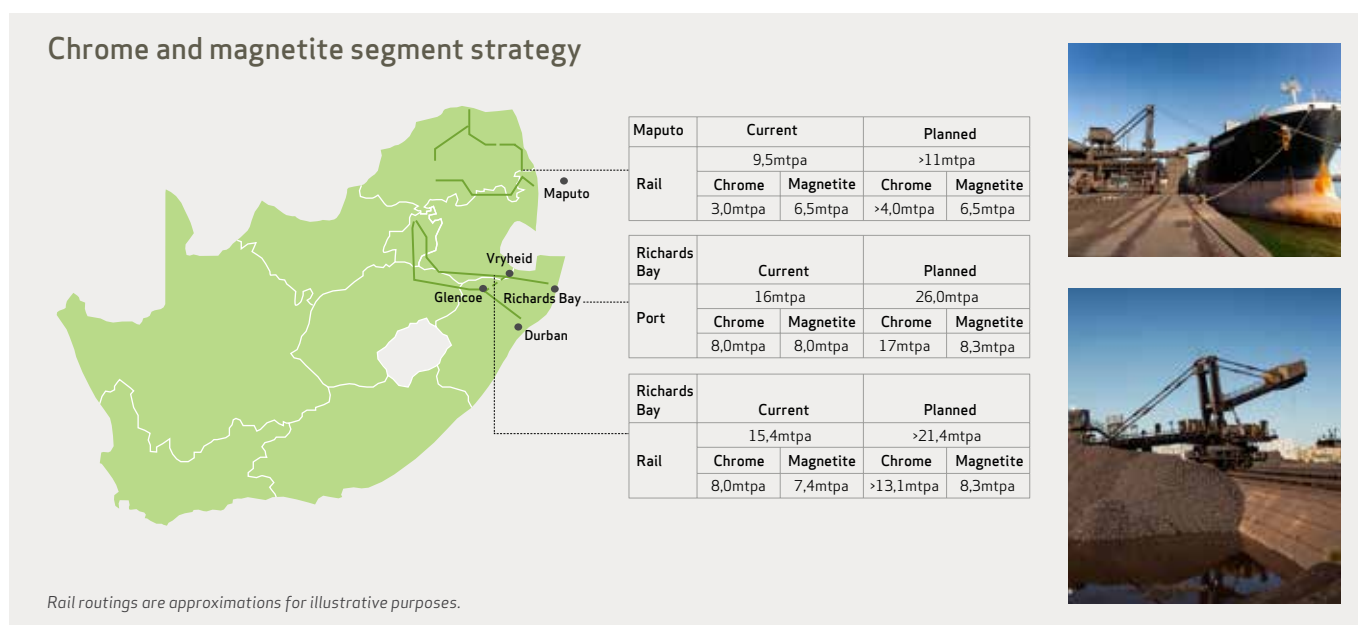 Chrome and magnetite segment strategy
Maputo
Vryheid
Glencoe
Richards Bay
Durban
Maputo Current Planned
Rail 9,5mtpa >11mtpa
Chrome Magnetite Chrome Magnetite
3,0mtpa 6,5mtpa >4,0mtpa 6,5mtpa
Richards
Bay Current Planned
Port 16mtpa 26,0mtpa
Chrome Magnetite Chrome Magnetite
8,0mtpa 8,0mtpa 17mtpa 8,3mtpa
Richards
Bay Current Planned
Rail 15,4mtpa >21,4mtpa
Chrome Magnetite Chrome Magnetite
8,0mtpa 7,4mtpa >13,1mtpa 8,3mtpa
Rail routings are approximations for illustrative purposes.